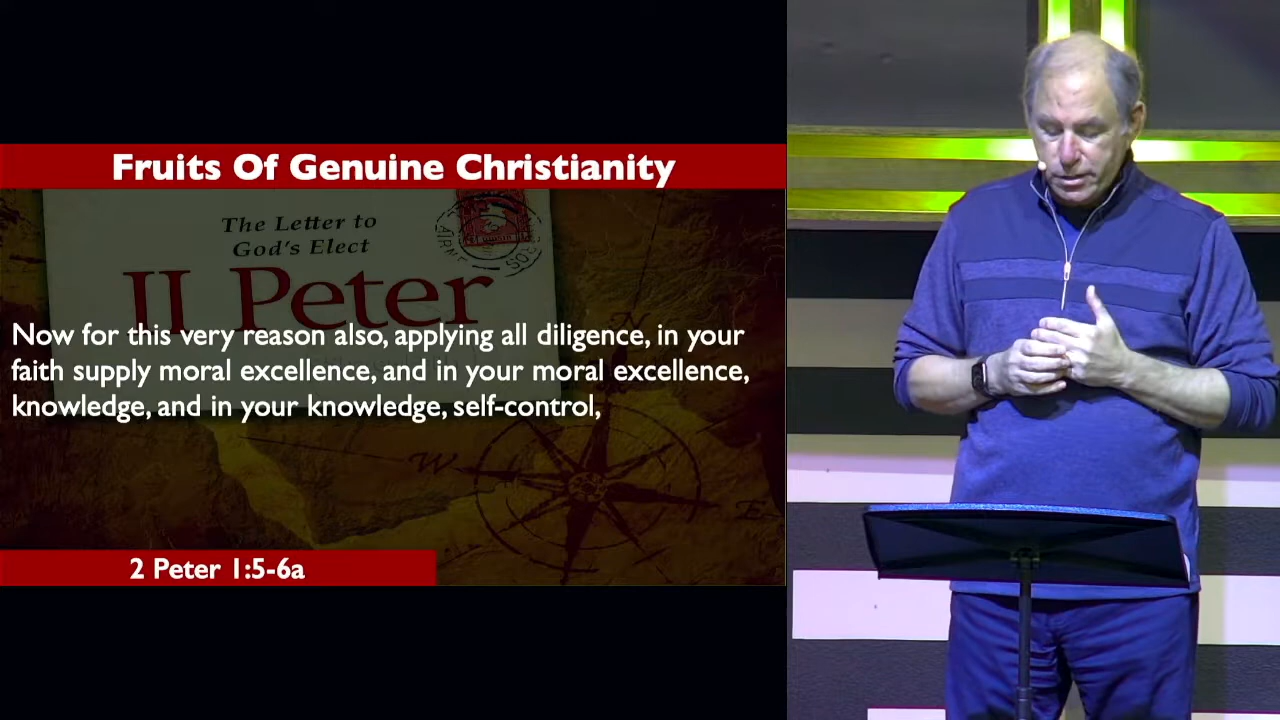 Fruits Of Genuine Christianity
The Letter to
God's Elect
II Peter
Now for this very reason also, applying all diligence, in your
faith supply moral excellence, and in your moral excellence,
knowledge, and in your knowledge, self-control,
W
N
E
2 Peter 1:5-6a